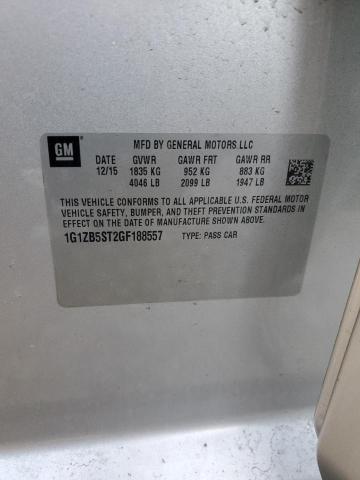 GM
MFD BY GENERAL MOTORS LLC
DATE GVWR GAWR FRT GAWR RR
12/15 1835 KG 952 KG 883 KG
4046 LB 2099 LB 1947 LB
THIS VEHICLE CONFORMS TO ALL APPLICABLE U.S. FEDERAL MOTOR
VEHICLE SAFETY, BUMPER, AND THEFT PREVENTION STANDARDS IN
EFFECT ON THE DATE OF MANUFACTURE SHOWN ABOVE.
1G1ZB5ST2GF188557 TYPE: PASS CAR